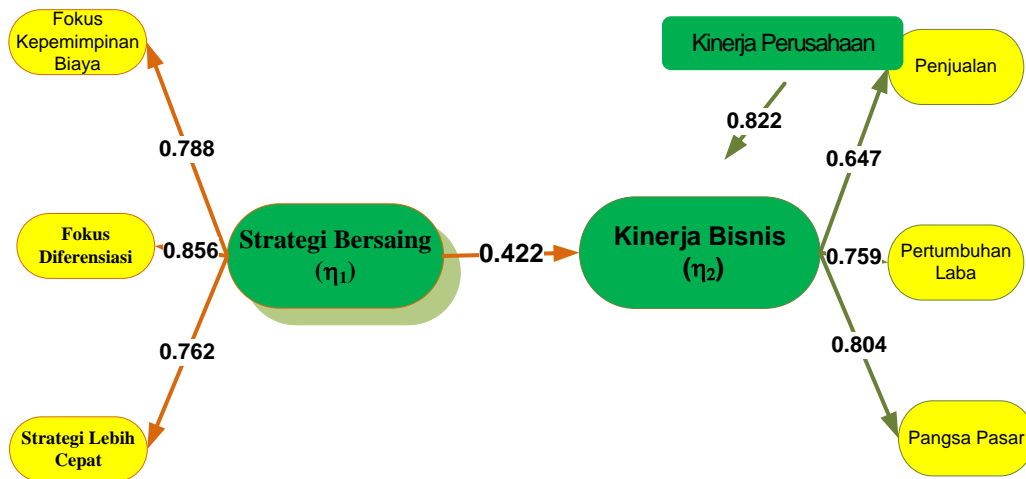 Fokus
Kepemimpinan
Biaya
Kinerja Perusahaan
Penjualan
0.822
0.788
0.647
Fokus
Diferensiasi
0.856
Strategi Bersaing
(η1)
0.422
Kinerja Bisnis
(η2)
0.759
Pertumbuhan
Laba
0.762
0.804
Strategi Lebih
Cepat
Pangsa Pasar